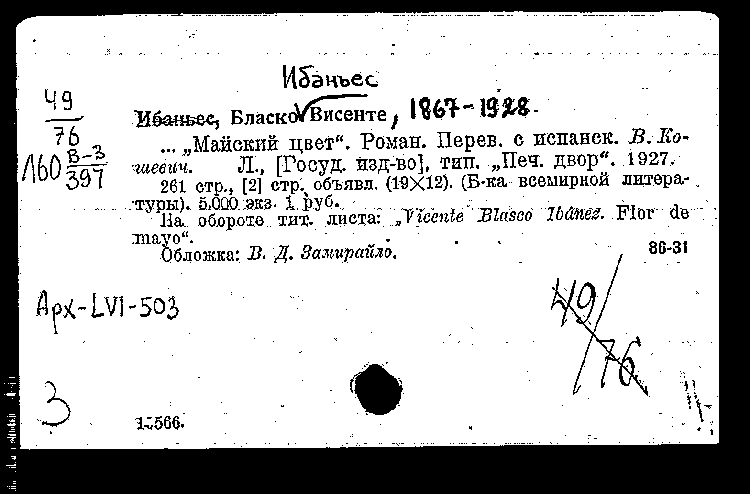 Ибаньес
49
76
Л60 В-3
397
Ибаньес, Бласко Висенте, 1867-1928.
... „Майский цвет“. Роман. Перев. с испанск. В. Ко-
шевич. Л., [Госуд. изд-во], тип. „Печ. двор“. 1927.
261 стр., [2] стр. объявл. (19×12). (Б-ка всемирной литера-
туры). 5.000 экз. 1 руб.
На обороте тит. листа: „Vicente Blasco Ibánez. Flor de
mayo“.
Обложка: В. Д. Замирайло.
86-31
Арх-LVI-503
49/76
3